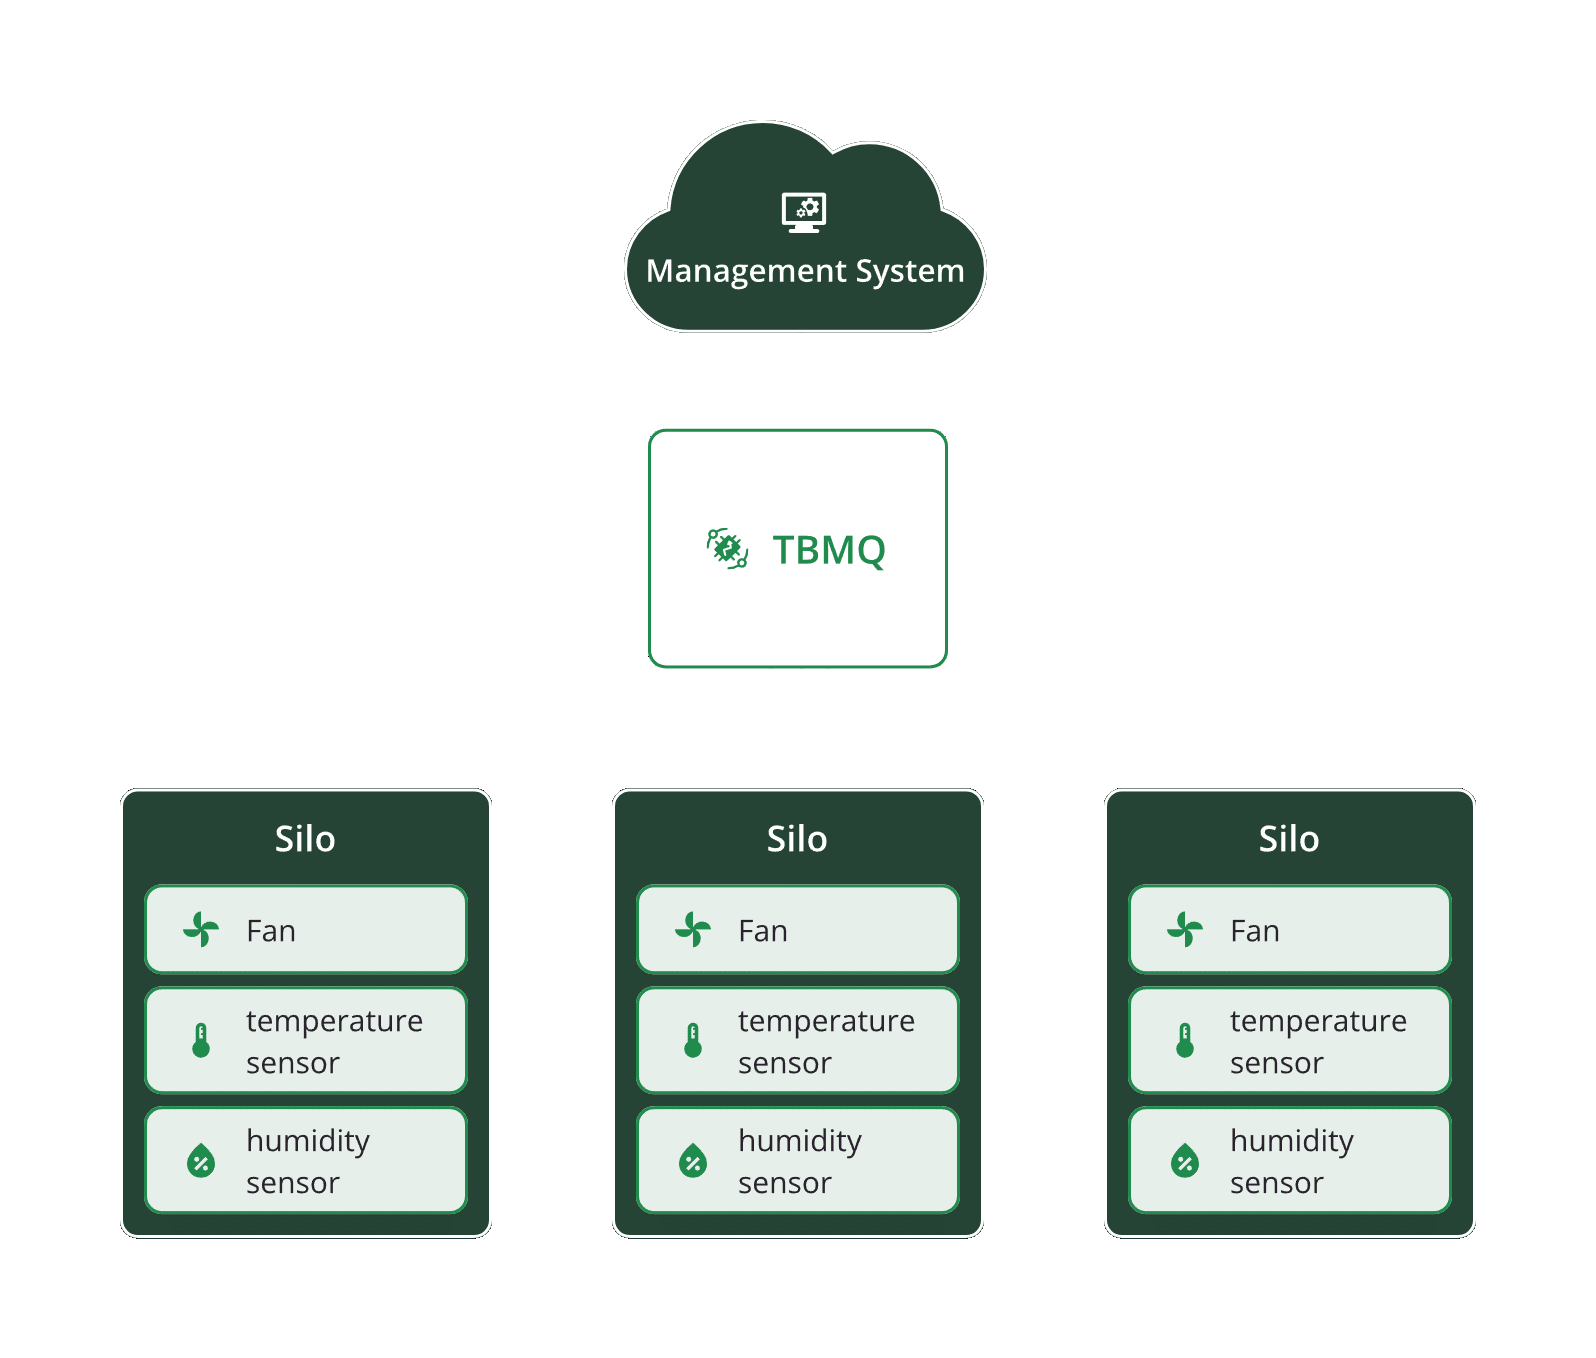 Management System
TBMQ
Silo
Fan
temperature
sensor
humidity
sensor
Silo
Fan
temperature
sensor
humidity
sensor
Silo
Fan
temperature
sensor
humidity
sensor